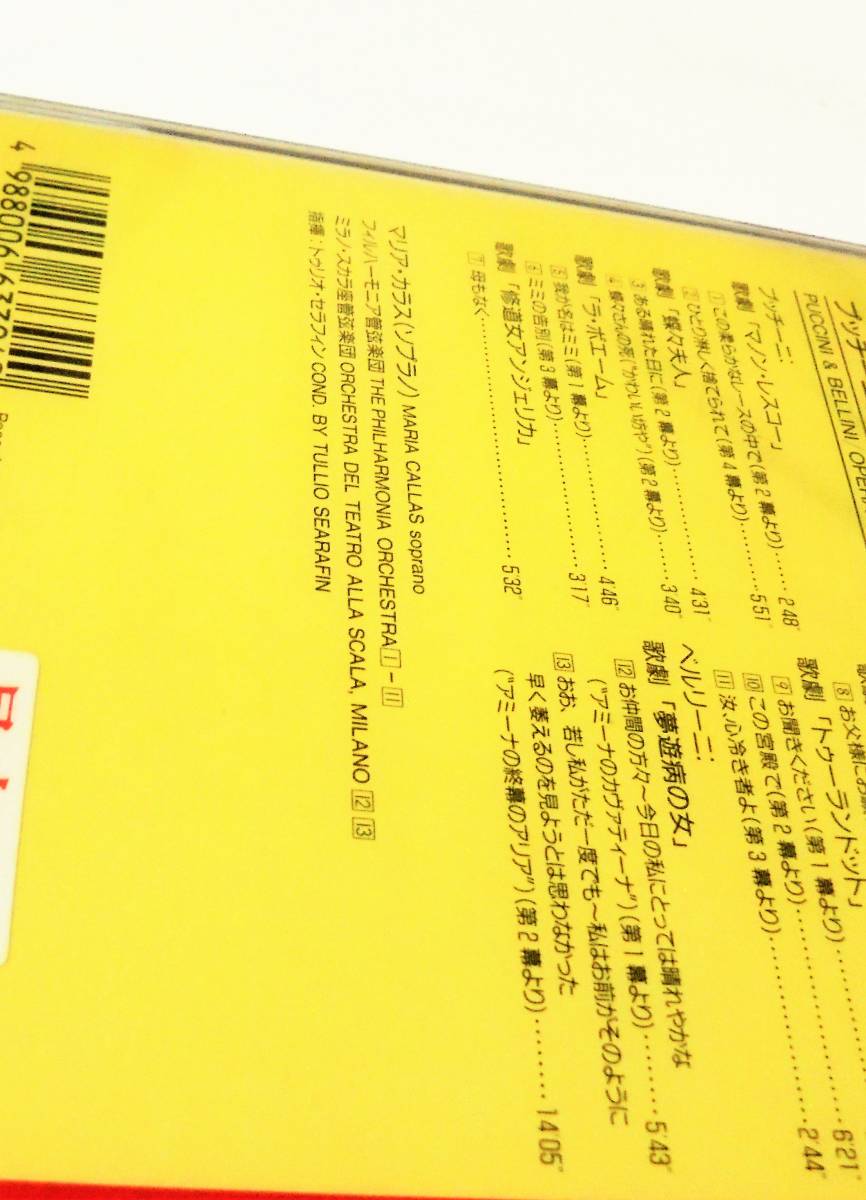 PUCCINI & BELLINI OPER
プッチーニ:
歌劇 「マノン・レスコー」
1 この柔らかなレースの中で(第2幕より)……2'48"
2 ひとり淋しく捨てられて(第4幕より)…………5'51"
歌劇 「蝶々夫人」
3 ある晴れた日に(第2幕より)…………………4'31"
4 蝶々さんの死("かわいい坊や")(第2幕より)……3'40"
歌劇 「ラ・ボエーム」
5 我が名はミミ(第1幕より)…………………4'46"
6 ミミの告別(第3幕より)…………………3'17"
歌劇 「修道女アンジェリカ」
7 母もなく…………………………………5'32"
8 お父様にお
歌劇 「トゥーランドット」
9 お聞きください(第1幕より)
10 この宮殿で(第2幕より)…………………6'21"
11 汝、心冷き者よ(第3幕より)…………………2'44"
ベルリーニ:
歌劇 「夢遊病の女」
12 お仲間の方々〜今日の私にとっては晴れやかな
("アミーナのカヴァティーナ")(第1幕より)………5'43"
13 おお、若し私がただ一度でも〜私はお前がそのように
早く萎えるのを見ようとは思わなかった
("アミーナの終幕のアリア")(第2幕より)………14'05"
マリア・カラス(ソプラノ) MARIA CALLAS soprano
フィルハーモニア管弦楽団 THE PHILHARMONIA ORCHESTRA 1 – 11
ミラノ・スカラ座管弦楽団 ORCHESTRA DEL TEATRO ALLA SCALA, MILANO 12 13
指揮:トゥリオ・セラフィン COND. BY TULLIO SEARAFIN
4 988006